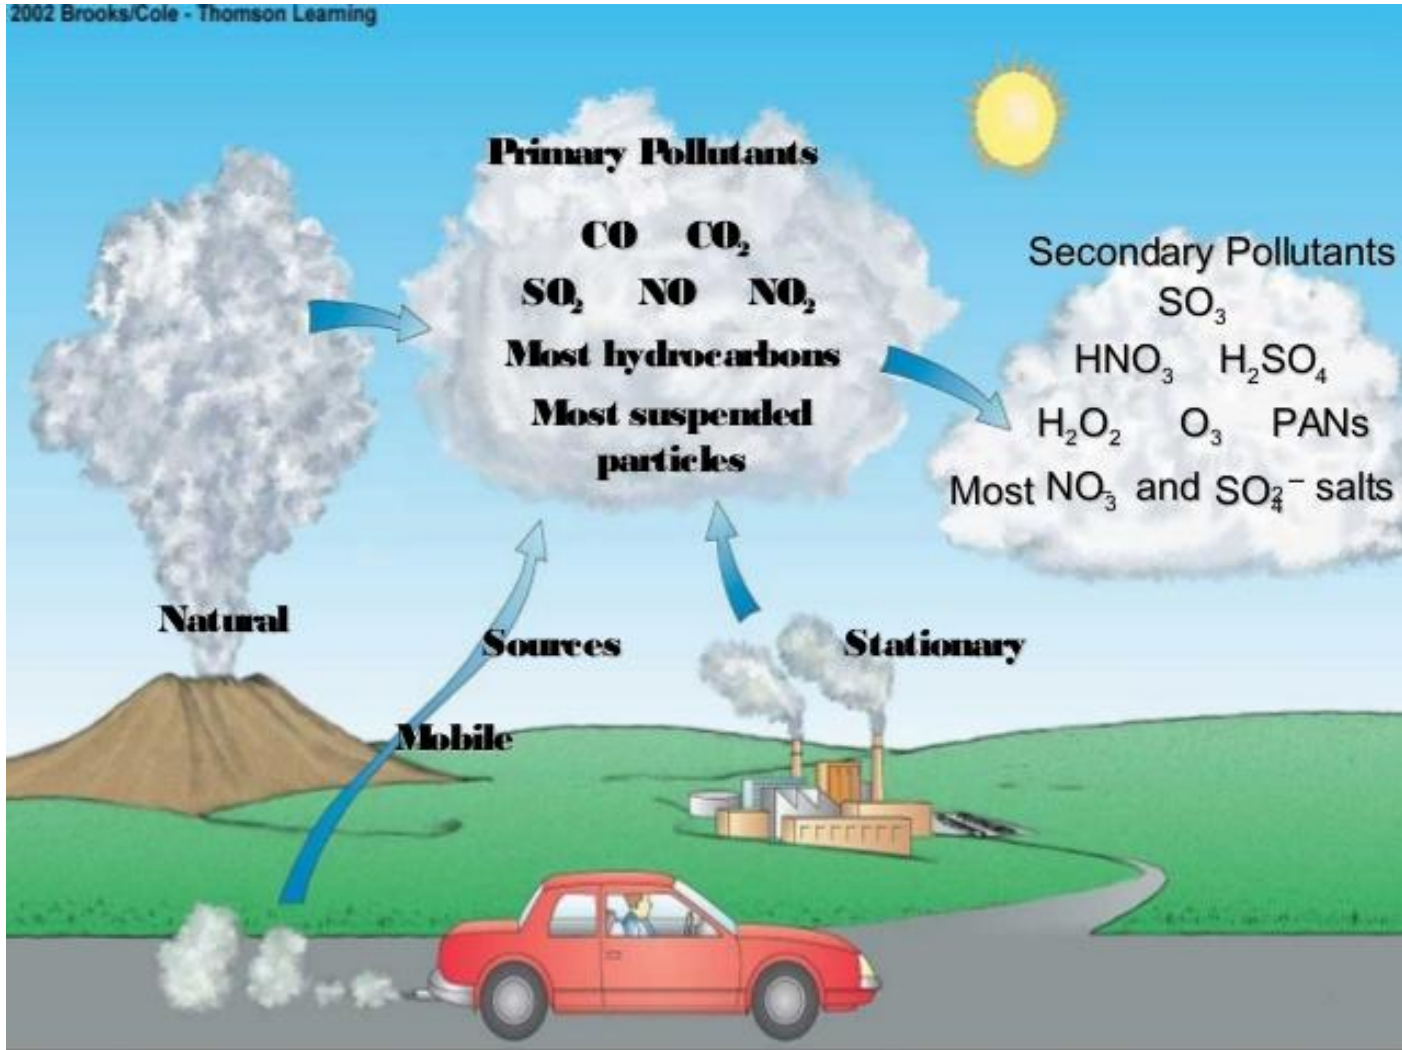 2002 Brooks/Cole - Thomson Learning
Primary Pollutants
CO CO₂
SO₂ NO NO₂
Most hydrocarbons
Most suspended
particles
Secondary Pollutants
SO₃
HNO₃ H₂SO₄
H₂O₂ O₃ PANs
Most NO₃⁻ and SO₄²⁻ salts
Natural
Sources
Stationary
Mobile